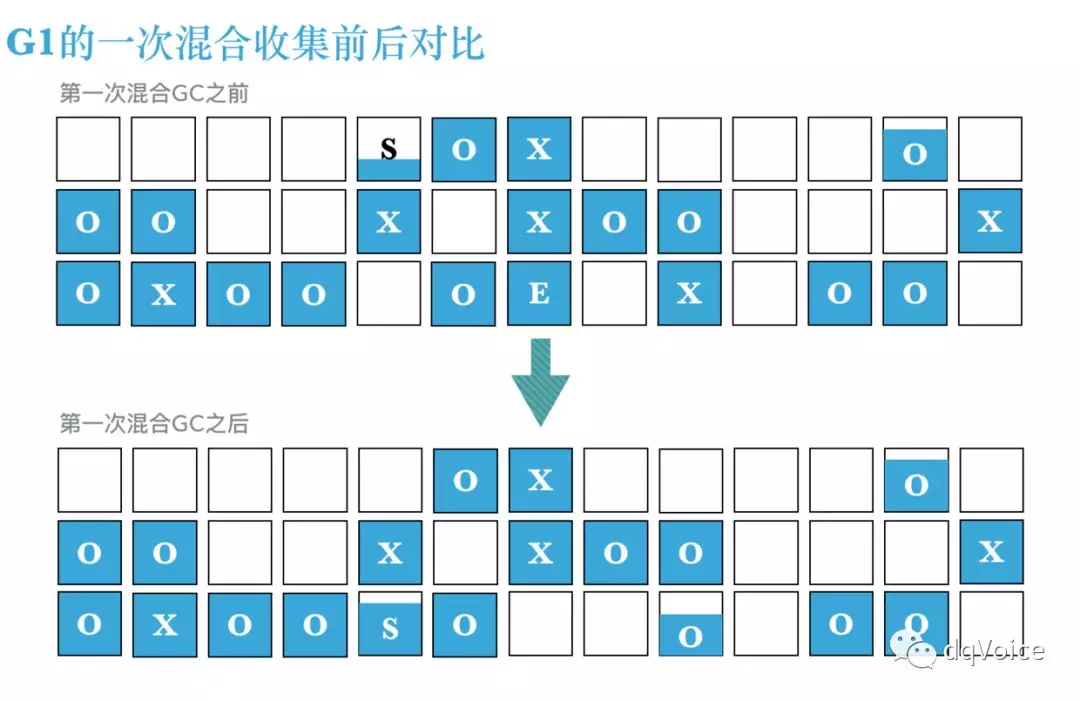 G1的一次混合收集前后对比
第一次混合GC之前
S O X O
O O X X O O X
O X O O O E X O O
第一次混合GC之后
O X O
O O X X O O X
O X O O S O O O O
dqVoice